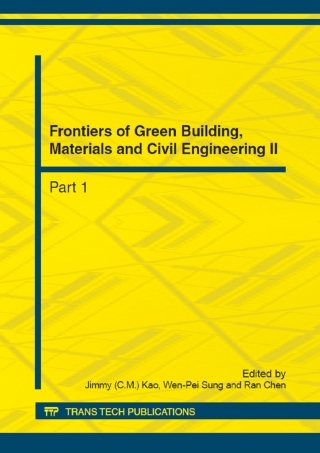 Frontiers of Green Building,
Materials and Civil Engineering II
Part 1
Edited by
Jimmy (C.M.) Kao, Wen-Pei Sung and Ran Chen
TTP TRANS TECH PUBLICATIONS